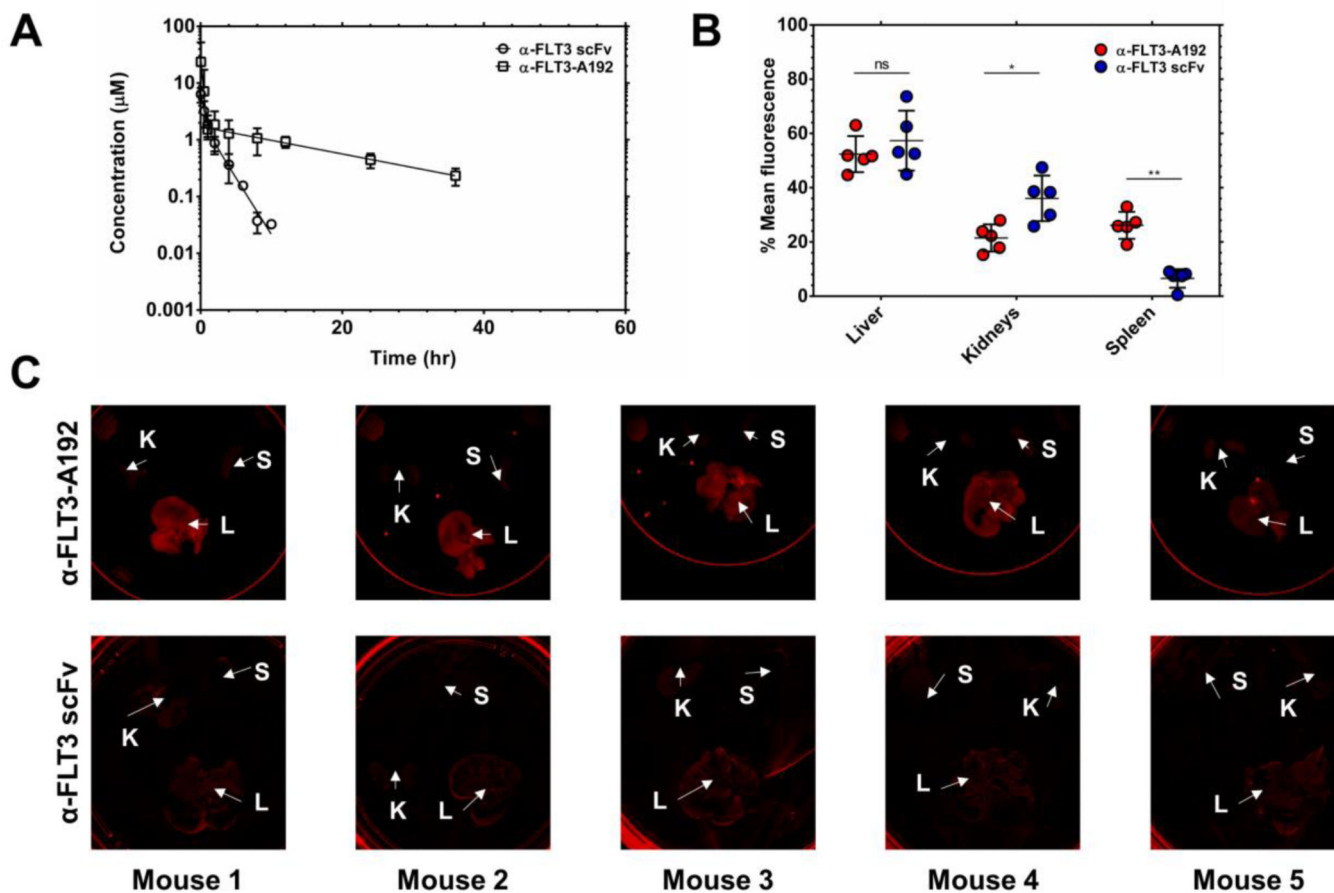 A
Concentration (μM)
100
10
1
0.1
0.01
0.001
0
20
40
60
Time (hr)
α-FLT3 scFv
α-FLT3-A192
B
% Mean fluorescence
100
80
60
40
20
0
ns
*
**
α-FLT3-A192
α-FLT3 scFv
Liver
Kidneys
Spleen
C
α-FLT3-A192
K
S
L
K
S
L
K
S
L
K
S
L
K
S
L
α-FLT3 scFv
S
K
L
S
K
L
K
S
L
S
K
L
S
K
L
Mouse 1
Mouse 2
Mouse 3
Mouse 4
Mouse 5